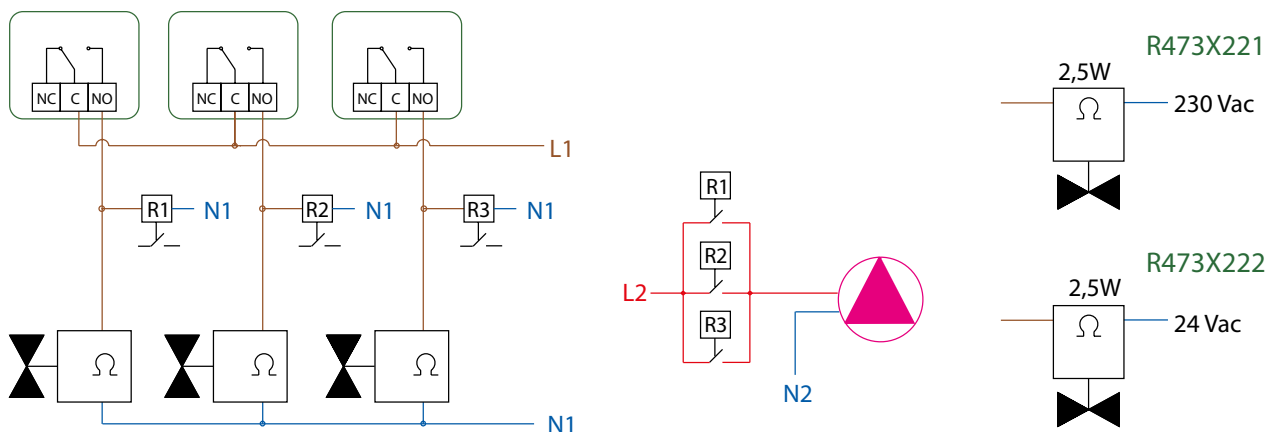 NC C NO
NC C NO
NC C NO
L1
R1 N1
R2 N1
R3 N1
Ω
Ω
Ω
N1
R1
R2
L2
R3
N2
R473X221
2,5W
Ω
230 Vac
R473X222
2,5W
Ω
24 Vac